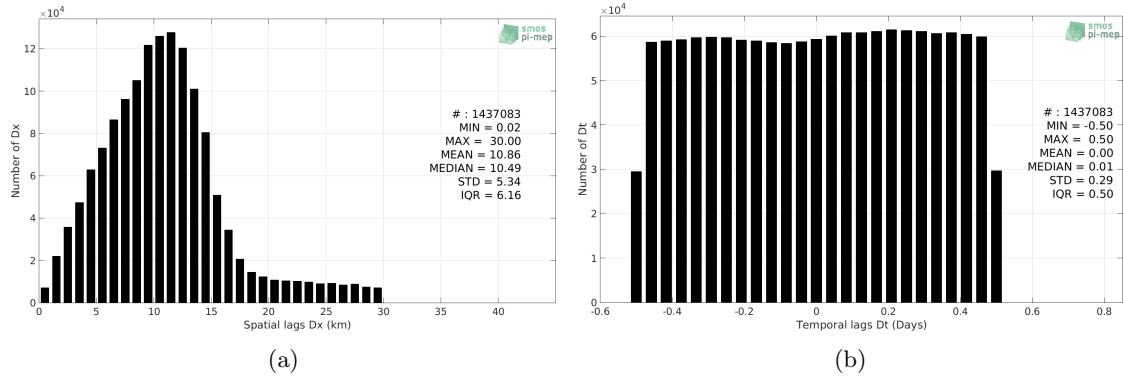 ×10⁴
smos
pi-mep
12
10
8
6
4
2
0
Number of Dx
# : 1437083
MIN = 0.02
MAX = 30.00
MEAN = 10.86
MEDIAN = 10.49
STD = 5.34
IQR = 6.16
0 5 10 15 20 25 30 35 40
Spatial lags Dx (km)
(a)
×10⁴
smos
pi-mep
6
5
4
3
2
1
0
Number of Dt
# : 1437083
MIN = -0.50
MAX = 0.50
MEAN = 0.00
MEDIAN = 0.01
STD = 0.29
IQR = 0.50
-0.6 -0.4 -0.2 0 0.2 0.4 0.6 0.8
Temporal lags Dt (Days)
(b)